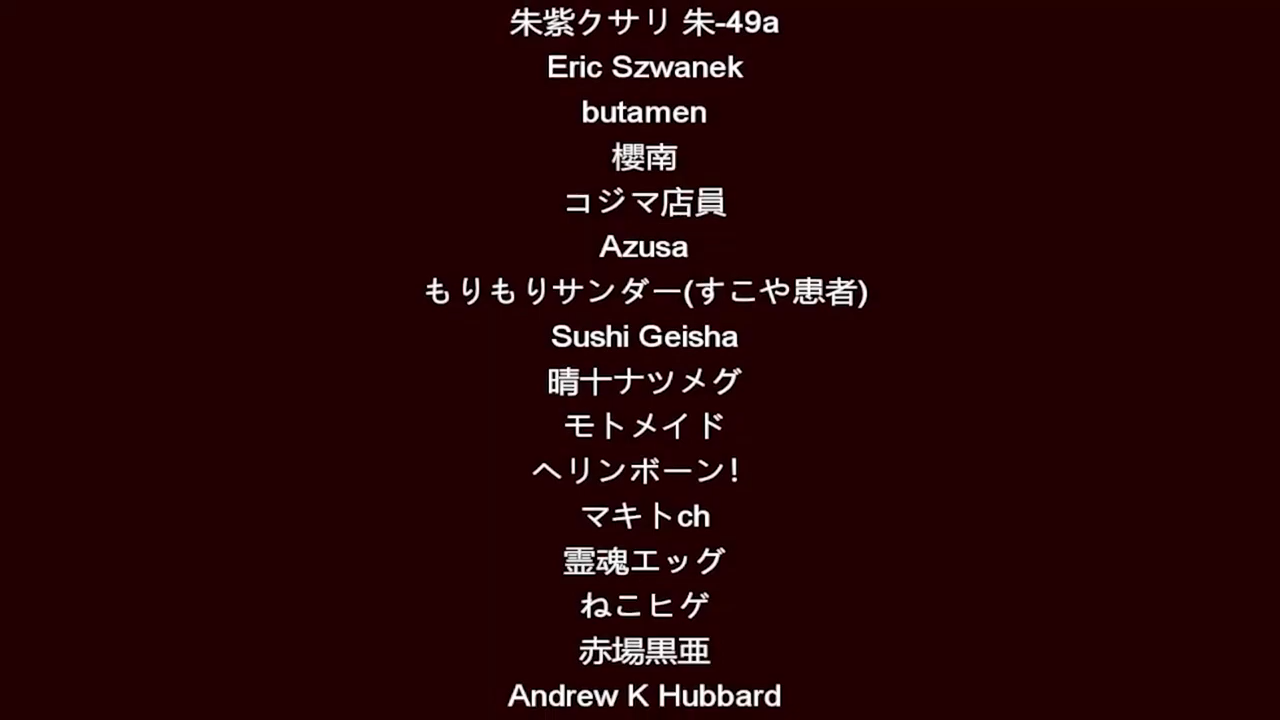 朱紫クサリ 朱-49a
Eric Szwanek
butamen
櫻南
コジマ店員
Azusa
もりもりサンダー(すこや患者)
Sushi Geisha
晴十ナツメグ
モトメイド
ヘリンボーン!
マキトch
霊魂エッグ
ねこヒゲ
赤場黒亜
Andrew K Hubbard